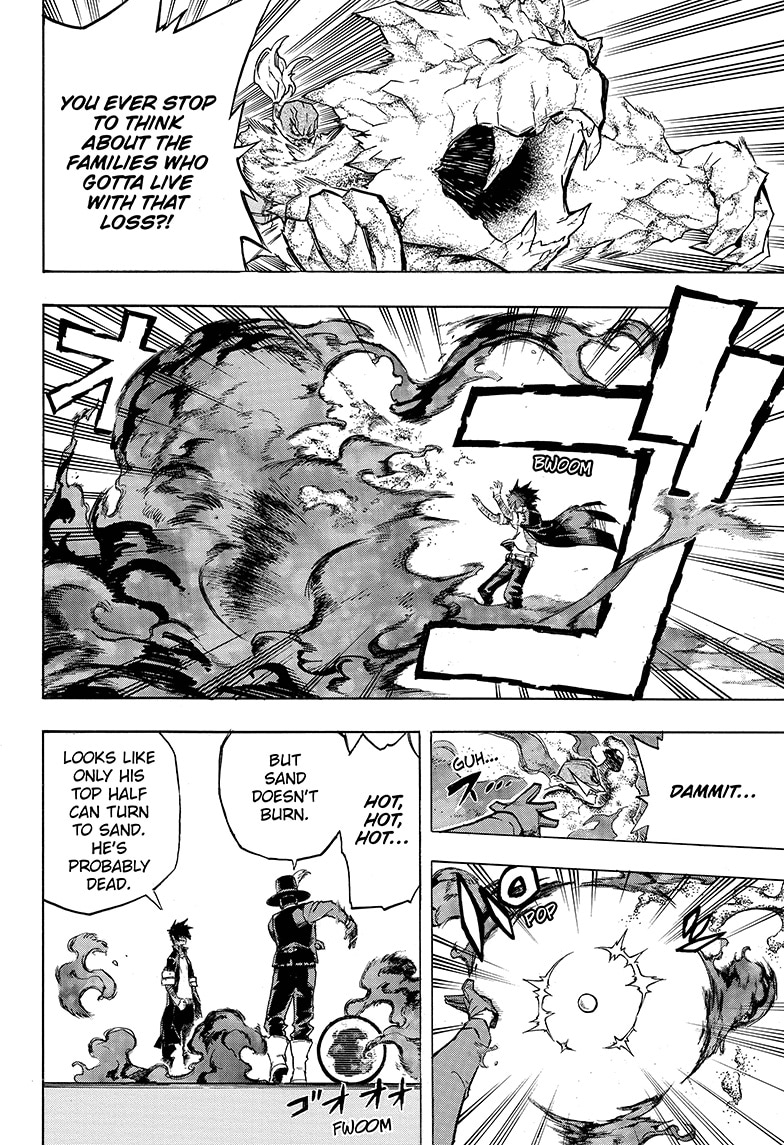 YOU EVER STOP
TO THINK
ABOUT THE
FAMILIES WHO
GOTTA LIVE
WITH THAT
LOSS?!
オ
BWOOM
GUH...
ス...
DAMMIT...
POP
HOT,
HOT,
HOT...
BUT
SAND
DOESN'T
BURN.
LOOKS LIKE
ONLY HIS
TOP HALF
CAN TURN
TO SAND.
HE'S
PROBABLY
DEAD.
ゴオオオ
FWOOM